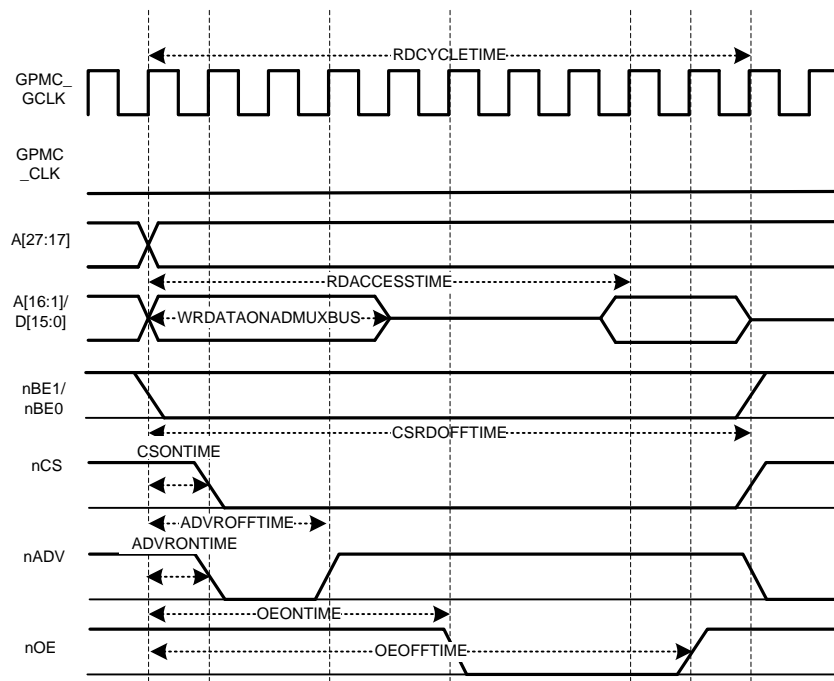 RDCYCLETIME
GPMC_
GCLK
GPMC
_CLK
A[27:17]
RDACCESSTIME
A[16:1]/
D[15:0]
WRDATAONADMUXBUS
nBE1/
nBE0
CSRDOFFTIME
CSONTIME
nCS
ADVROFFTIME
ADVRONTIME
nADV
OEONTIME
nOE
OEOFFTIME